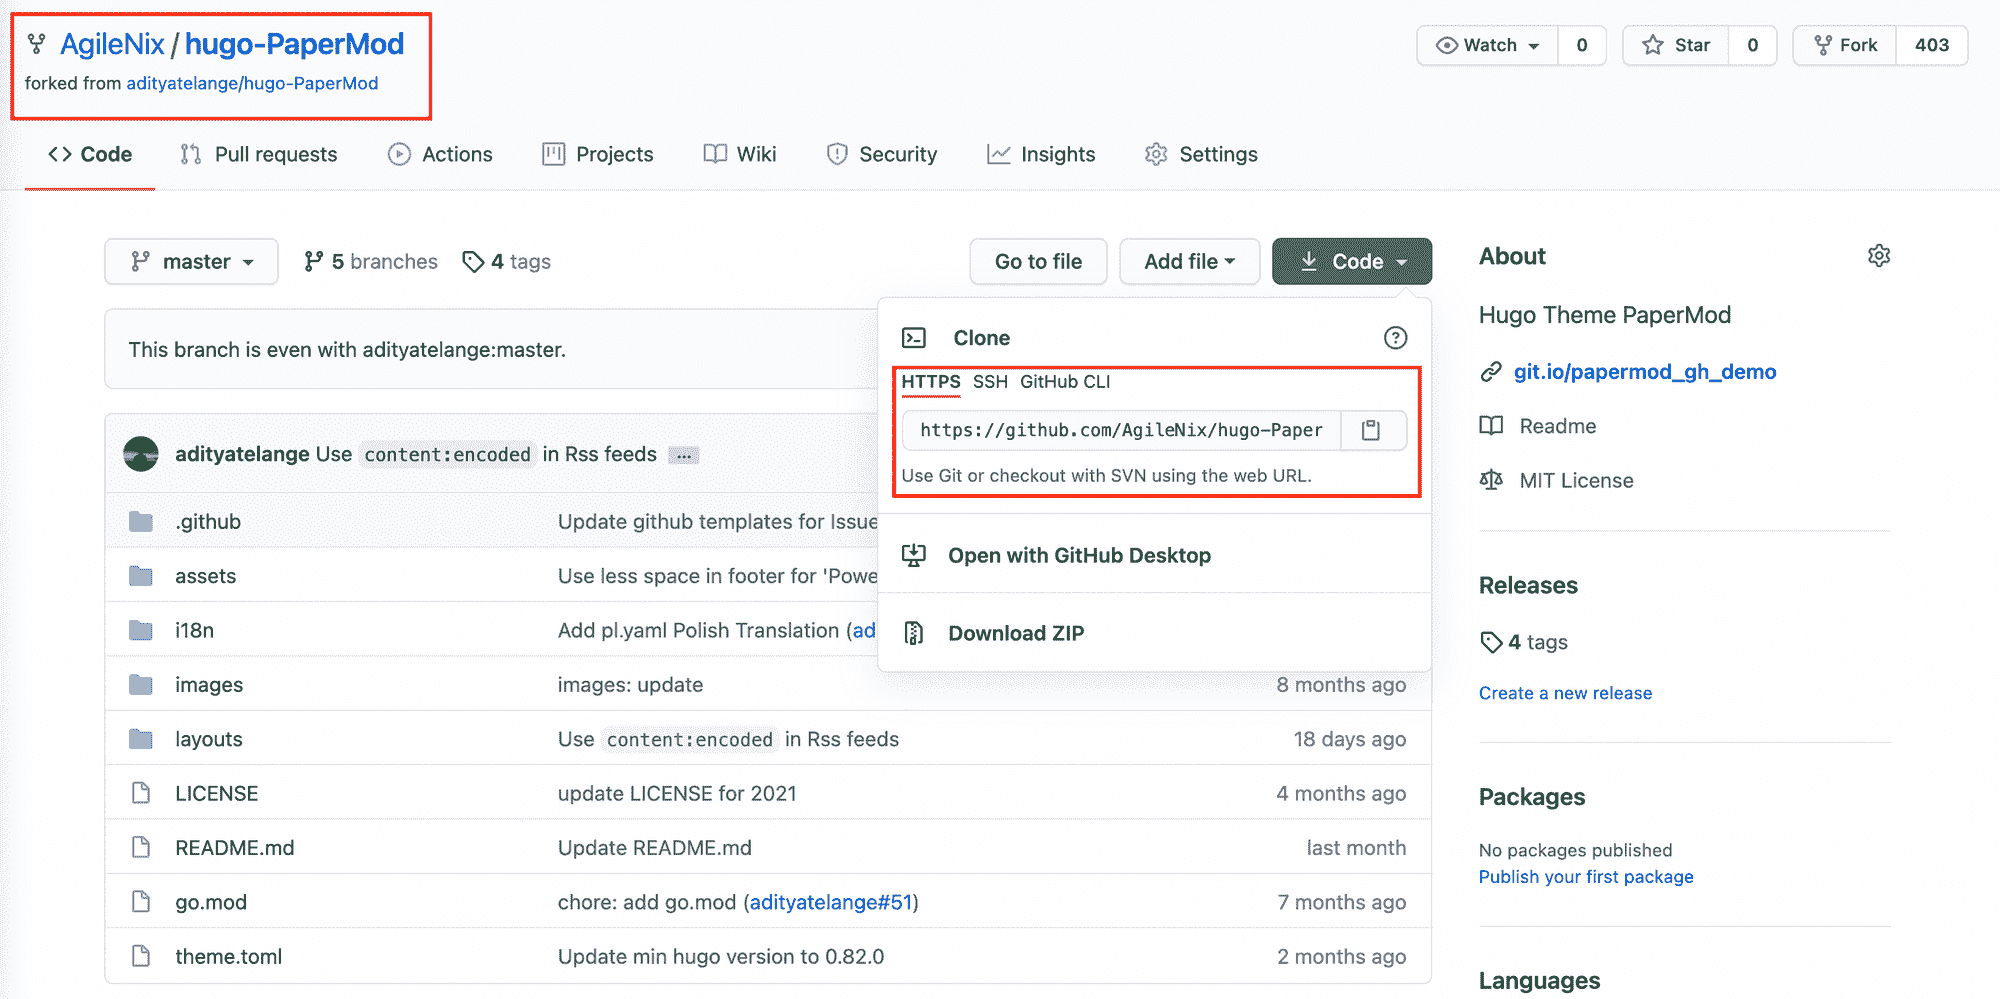 AgileNix / hugo-PaperMod
forked from adityatelange/hugo-PaperMod
Watch 0 Star 0 Fork 403
<> Code Pull requests Actions Projects Wiki Security Insights Settings
master 5 branches 4 tags Go to file Add file Code
This branch is even with adityatelange:master.
Clone
HTTPS SSH GitHub CLI
https://github.com/AgileNix/hugo-Paper
Use Git or checkout with SVN using the web URL.
Open with GitHub Desktop
Download ZIP
adityatelange Use content:encoded in Rss feeds ...
.github Update github templates for Issue
assets Use less space in footer for 'Powe
i18n Add pl.yaml Polish Translation (ad
images images: update 8 months ago
layouts Use content:encoded in Rss feeds 18 days ago
LICENSE update LICENSE for 2021 4 months ago
README.md Update README.md last month
go.mod chore: add go.mod (adityatelange#51) 7 months ago
theme.toml Update min hugo version to 0.82.0 2 months ago
About
Hugo Theme PaperMod
git.io/papermod_gh_demo
Readme
MIT License
Releases
4 tags
Create a new release
Packages
No packages published
Publish your first package
Languages